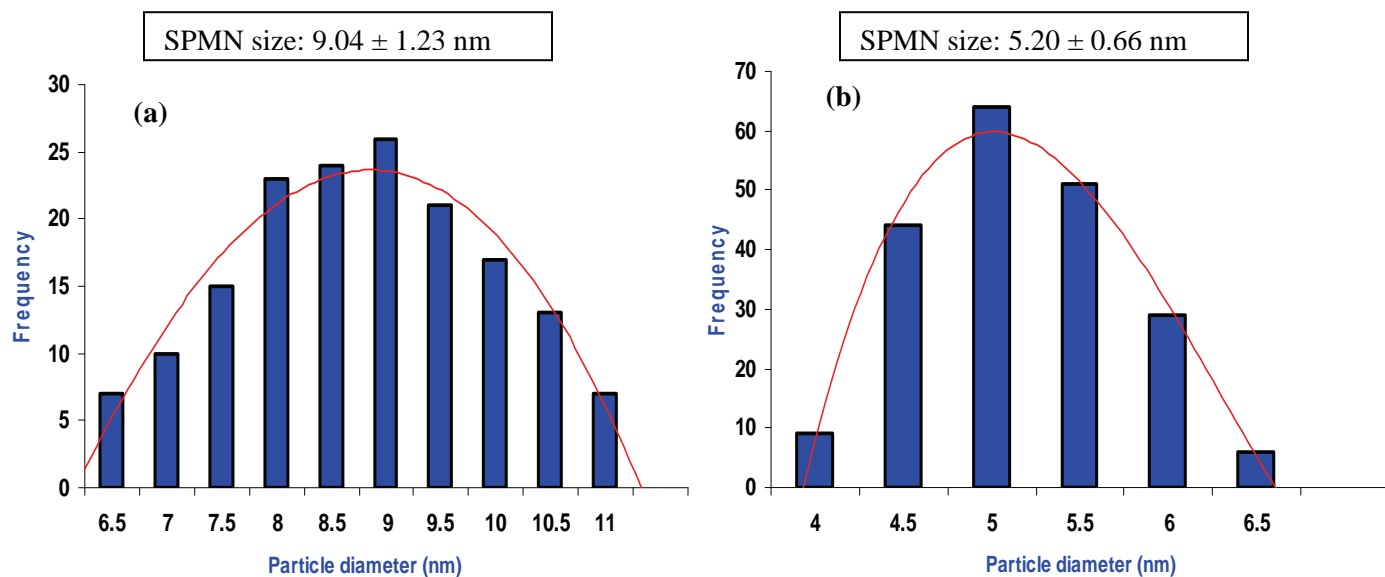 SPMN size: 9.04 ± 1.23 nm
(a)
Frequency
30
25
20
15
10
5
0
6.5 7 7.5 8 8.5 9 9.5 10 10.5 11
Particle diameter (nm)
SPMN size: 5.20 ± 0.66 nm
(b)
Frequency
70
60
50
40
30
20
10
0
4 4.5 5 5.5 6 6.5
Particle diameter (nm)